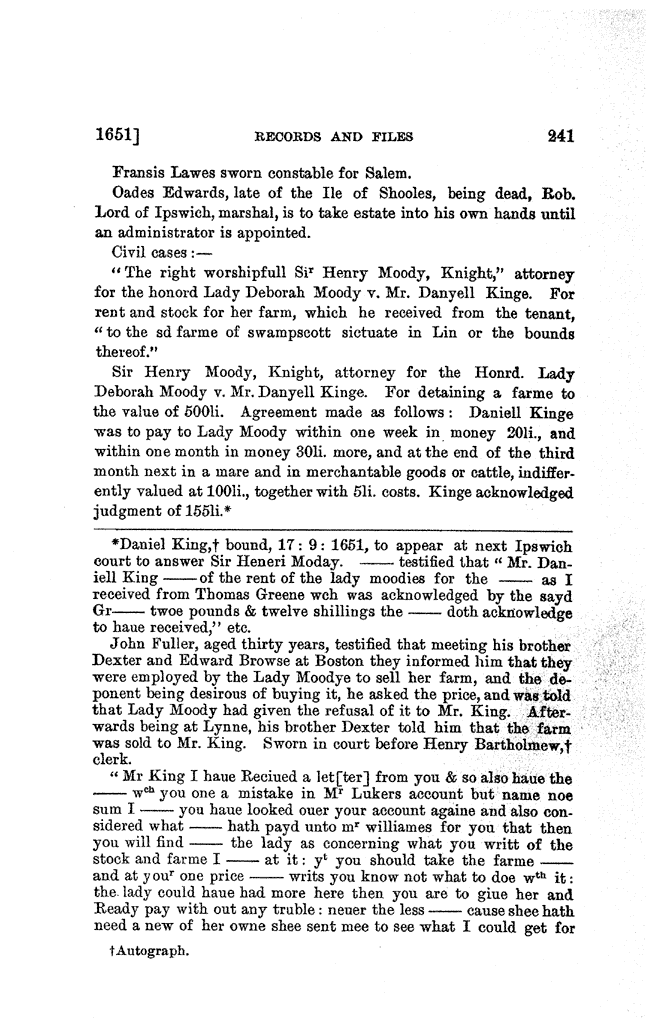 1651] RECORDS AND FILES 241
Fransis Lawes sworn constable for Salem.
Oades Edwards, late of the Ile of Shooles, being dead, Rob.
Lord of Ipswich, marshal, is to take estate into his own hands until
an administrator is appointed.
Civil cases :—
“ The right worshipfull Sir Henry Moody, Knight,” attorney
for the honord Lady Deborah Moody v. Mr. Danyell Kinge. For
rent and stock for her farm, which he received from the tenant,
“ to the sd farme of swampscott sictuate in Lin or the bounds
thereof.”
Sir Henry Moody, Knight, attorney for the Honrd. Lady
Deborah Moody v. Mr. Danyell Kinge. For detaining a farme to
the value of 500li. Agreement made as follows : Daniell Kinge
was to pay to Lady Moody within one week in money 20li., and
within one month in money 30li. more, and at the end of the third
month next in a mare and in merchantable goods or cattle, indiffer-
ently valued at 100li., together with 5li. costs. Kinge acknowledged
judgment of 155li.*
*Daniel King,† bound, 17 : 9 : 1651, to appear at next Ipswich
court to answer Sir Heneri Moday. —— testified that “ Mr. Dan-
iell King —— of the rent of the lady moodies for the —— as I
received from Thomas Greene wch was acknowledged by the sayd
Gr—— twoe pounds & twelve shillings the —— doth acknowledge
to haue received,” etc.
John Fuller, aged thirty years, testified that meeting his brother
Dexter and Edward Browse at Boston they informed him that they
were employed by the Lady Moodye to sell her farm, and the de-
ponent being desirous of buying it, he asked the price, and was told
that Lady Moody had given the refusal of it to Mr. King. After-
wards being at Lynne, his brother Dexter told him that the farm
was sold to Mr. King. Sworn in court before Henry Bartholmew,†
clerk.
“ Mr King I haue Reciued a let[ter] from you & so also haue the
—— wch you one a mistake in Mr Lukers account but name noe
sum I —— you haue looked ouer your account againe and also con-
sidered what —— hath payd unto mr williames for you that then
you will find —— the lady as concerning what you writt of the
stock and farme I —— at it : yt you should take the farme ——
and at your one price —— writs you know not what to doe wth it :
the lady could haue had more here then you are to giue her and
Ready pay with out any truble : neuer the less —— cause shee hath
need a new of her owne shee sent mee to see what I could get for
†Autograph.